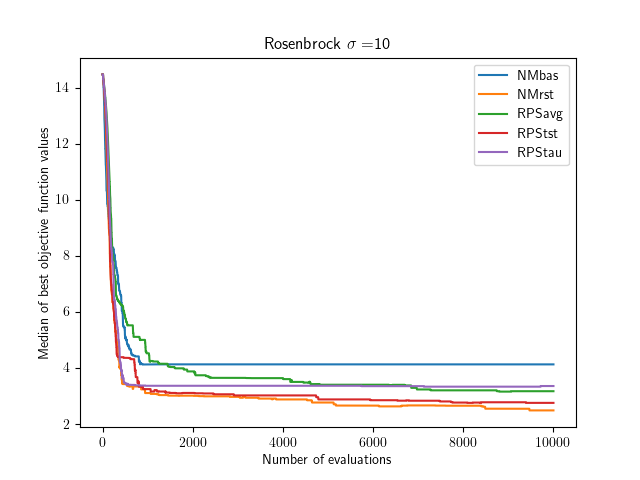 Rosenbrock σ =10
Median of best objective function values
14
12
10
8
6
4
2
NMbas
NMrst
RPSavg
RPStst
RPStau
0 2000 4000 6000 8000 10000
Number of evaluations